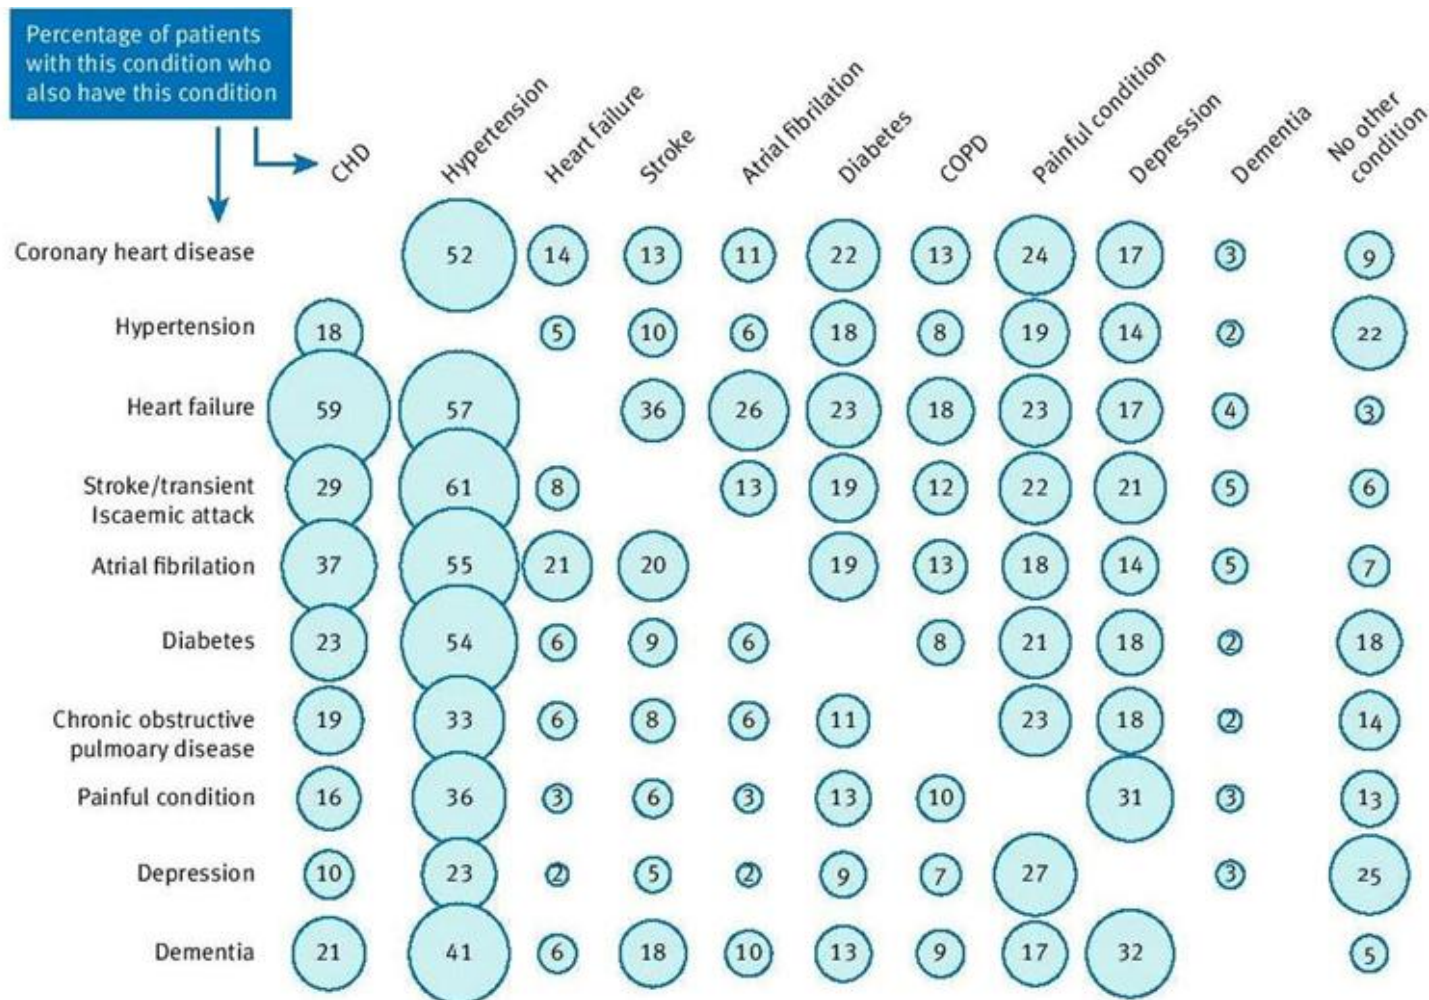 Percentage of patients
with this condition who
also have this condition
CHD
Hypertension
Heart failure
Stroke
Atrial fibrilation
Diabetes
COPD
Painful condition
Depression
Dementia
No other
condition
Coronary heart disease 52 14 13 11 22 13 24 17 3 9
Hypertension 18 5 10 6 18 8 19 14 2 22
Heart failure 59 57 36 26 23 18 23 17 4 3
Stroke/transient
Iscaemic attack 29 61 8 13 19 12 22 21 5 6
Atrial fibrilation 37 55 21 20 19 13 18 14 5 7
Diabetes 23 54 6 9 6 8 21 18 2 18
Chronic obstructive
pulmoary disease 19 33 6 8 6 11 23 18 2 14
Painful condition 16 36 3 6 3 13 10 31 3 13
Depression 10 23 2 5 2 9 7 27 3 25
Dementia 21 41 6 18 10 13 9 17 32 5